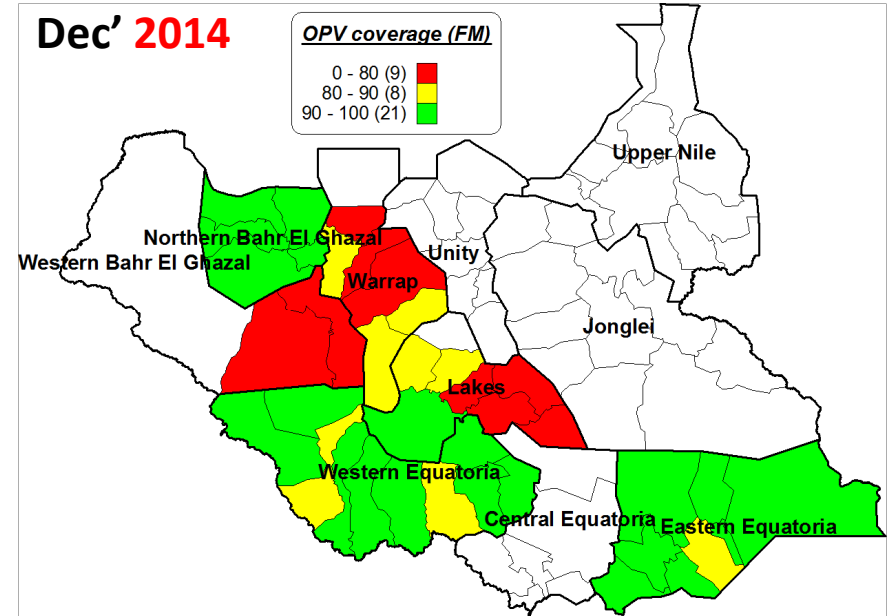 Dec' 2014
OPV coverage (FM)
0 - 80 (9)
80 - 90 (8)
90 - 100 (21)
Upper Nile
Northern Bahr El Ghazal
Unity
Western Bahr El Ghazal
Warrap
Jonglei
Lakes
Western Equatoria
Central Equatoria
Eastern Equatoria